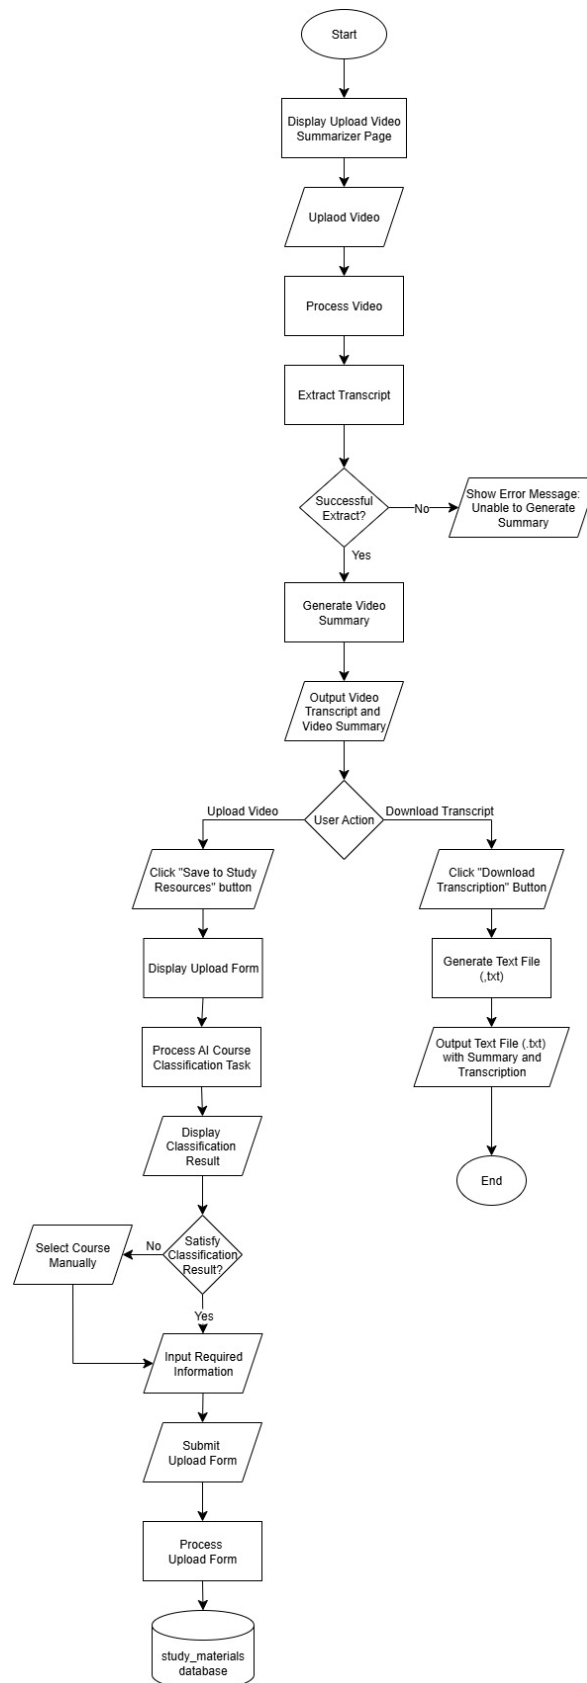 Start
Display Upload Video
Summarizer Page
Uplaod Video
Process Video
Extract Transcript
Successful
Extract?
No
Show Error Message:
Unable to Generate
Summary
Yes
Generate Video
Summary
Output Video
Transcript and
Video Summary
Upload Video
User Action
Download Transcript
Click "Save to Study
Resources" button
Display Upload Form
Process AI Course
Classification Task
Display
Classification
Result
Satisfy
Classification
Result?
No
Select Course
Manually
Yes
Input Required
Information
Submit
Upload Form
Process
Upload Form
study_materials
database
Click "Download
Transcription" Button
Generate Text File
(,txt)
Output Text File (.txt)
with Summary and
Transcription
End